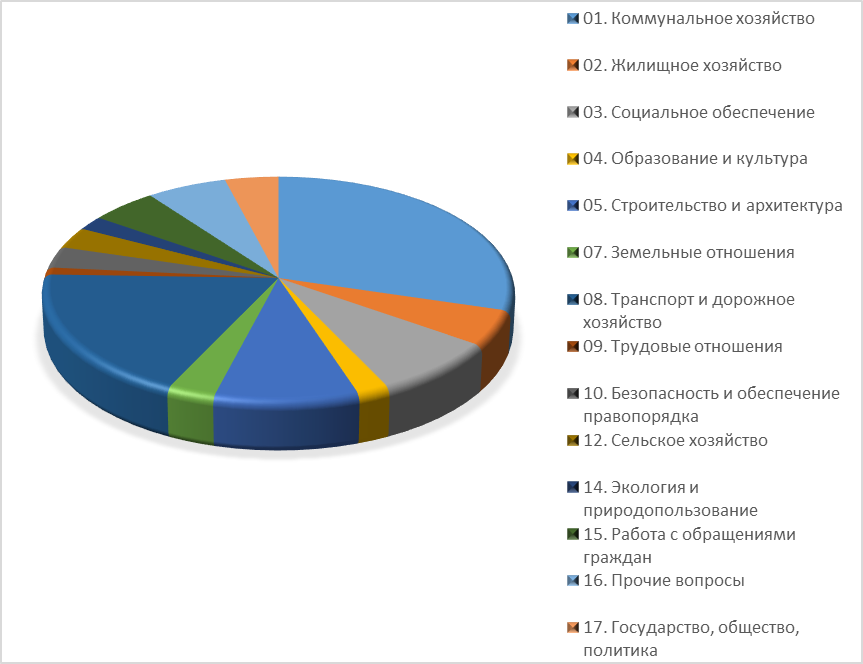 01. Коммунальное хозяйство
02. Жилищное хозяйство
03. Социальное обеспечение
04. Образование и культура
05. Строительство и архитектура
07. Земельные отношения
08. Транспорт и дорожное
хозяйство
09. Трудовые отношения
10. Безопасность и обеспечение
правопорядка
12. Сельское хозяйство
14. Экология и
природопользование
15. Работа с обращениями
граждан
16. Прочие вопросы
17. Государство, общество,
политика